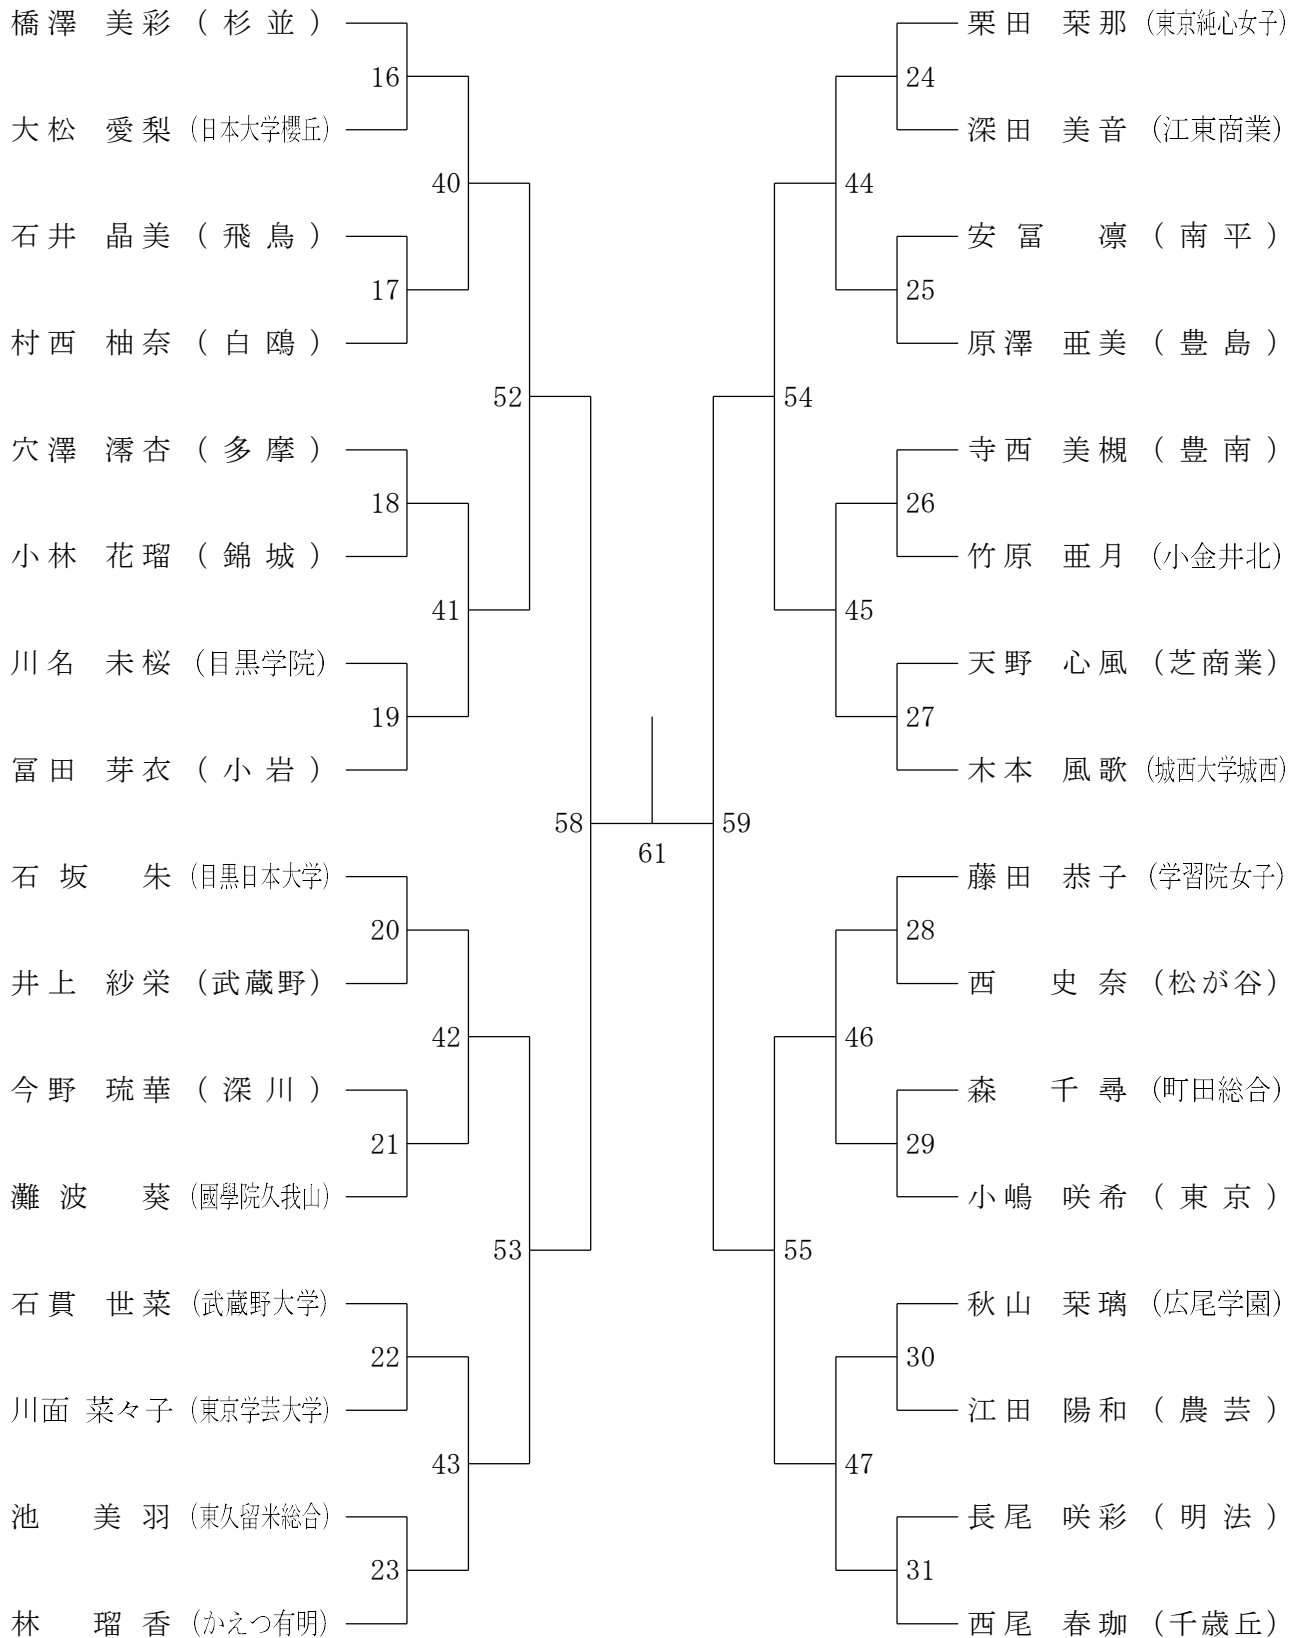 橋澤 美彩 (杉並)
16
大松 愛梨 (日本大学櫻丘)
40
石井 晶美 (飛鳥)
17
村西 柚奈 (白鴎)
52
穴澤 澪杏 (多摩)
18
小林 花瑠 (錦城)
41
川名 未桜 (目黒学院)
19
冨田 芽衣 (小岩)
58
石坂 朱 (目黒日本大学)
20
井上 紗栄 (武蔵野)
42
今野 琉華 (深川)
21
灘波 葵 (國學院久我山)
53
石貫 世菜 (武蔵野大学)
22
川面 菜々子 (東京学芸大学)
43
池 美羽 (東久留米総合)
23
林 瑠香 (かえつ有明)
61
栗田 栞那 (東京純心女子)
24
深田 美音 (江東商業)
44
安冨 凛 (南平)
25
原澤 亜美 (豊島)
54
寺西 美槻 (豊南)
26
竹原 亜月 (小金井北)
45
天野 心風 (芝商業)
27
木本 風歌 (城西大学城西)
59
藤田 恭子 (学習院女子)
28
西 史奈 (松が谷)
46
森 千尋 (町田総合)
29
小嶋 咲希 (東京)
55
秋山 栞璃 (広尾学園)
30
江田 陽和 (農芸)
47
長尾 咲彩 (明法)
31
西尾 春珈 (千歳丘)